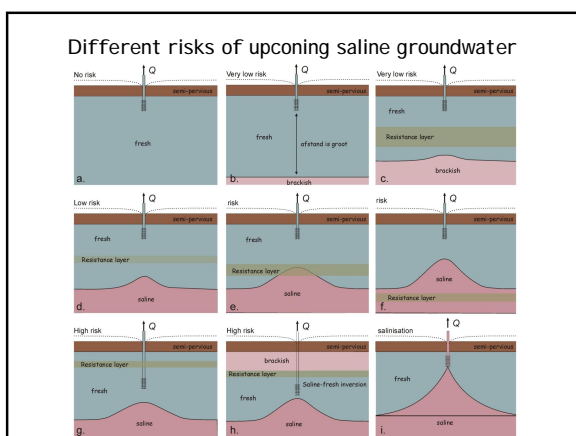 Different risks of upconing saline groundwater
No risk
Q
semi-pervious
fresh
a.
Very low risk
Q
semi-pervious
fresh
afstand is groot
brackish
b.
Very low risk
Q
semi-pervious
fresh
Resistance layer
brackish
c.
Low risk
Q
semi-pervious
fresh
Resistance layer
saline
d.
risk
Q
semi-pervious
fresh
Resistance layer
saline
e.
risk
Q
semi-pervious
fresh
saline
Resistance layer
f.
High risk
Q
semi-pervious
Resistance layer
fresh
saline
g.
High risk
Q
semi-pervious
brackish
Resistance layer
Saline-fresh inversion
fresh
saline
h.
salinisation
Q
semi-pervious
fresh
saline
i.